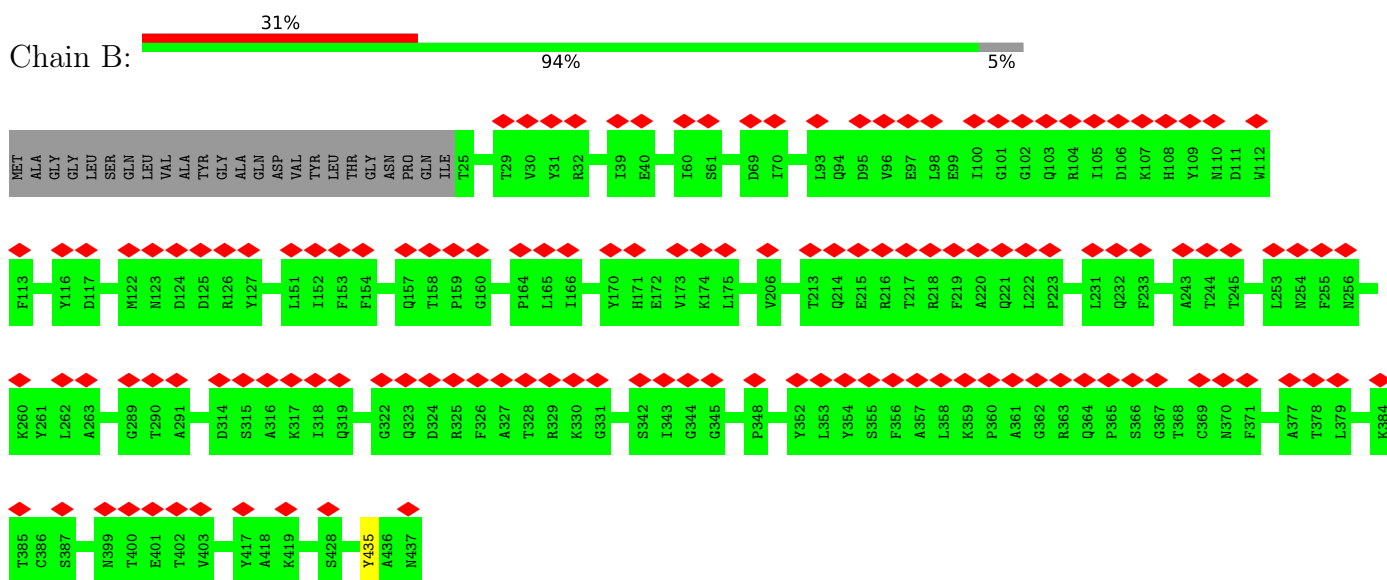 31%
Chain B:
94% 5%
MET ALA GLY GLY LEU SER GLN LEU VAL ALA TYR GLY ALA GLN ASP VAL TYR LEU THR GLY ASN PRO GLN ILE T25 T29 V30 Y31 R32 I39 E40 I60 S61 D69 I70 L93 Q94 D95 V96 E97 L98 E99 I100 G101 G102 Q103 R104 I105 D106 K107 H108 Y109 N110 D111 W112
F113 Y116 D117 M122 N123 D124 D125 R126 Y127 L151 I152 F153 F154 Q157 T158 P159 G160 P164 L165 I166 Y170 H171 E172 V173 K174 L175 V206 T213 Q214 E215 R216 T217 R218 F219 A220 Q221 L222 P223 L231 Q232 F233 A243 T244 T245 L253 N254 F255 N256
K260 Y261 L262 A263 G289 T290 A291 D314 S315 A316 K317 I318 Q319 G322 Q323 D324 R325 F326 A327 T328 R329 K330 G331 S342 I343 G344 G345 P348 Y352 L353 Y354 S355 F356 A357 L358 K359 P360 A361 G362 R363 Q364 P365 S366 G367 T368 C369 N370 F371 A377 T378 L379 K384
T385 C386 S387 N399 T400 E401 T402 V403 Y417 A418 K419 S428 Y435 A436 N437